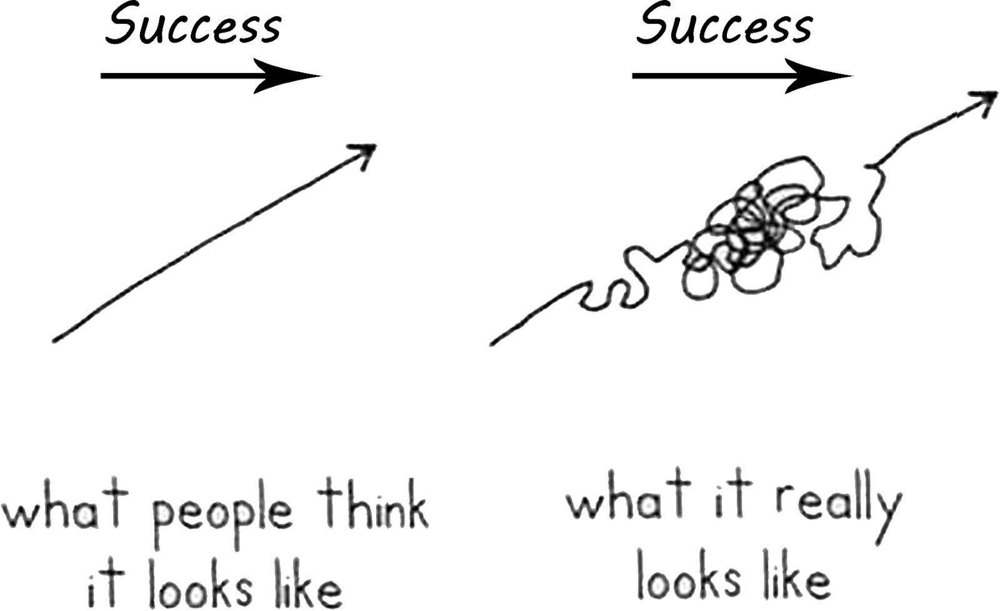 Success
what people think
it looks like
Success
what it really
looks like